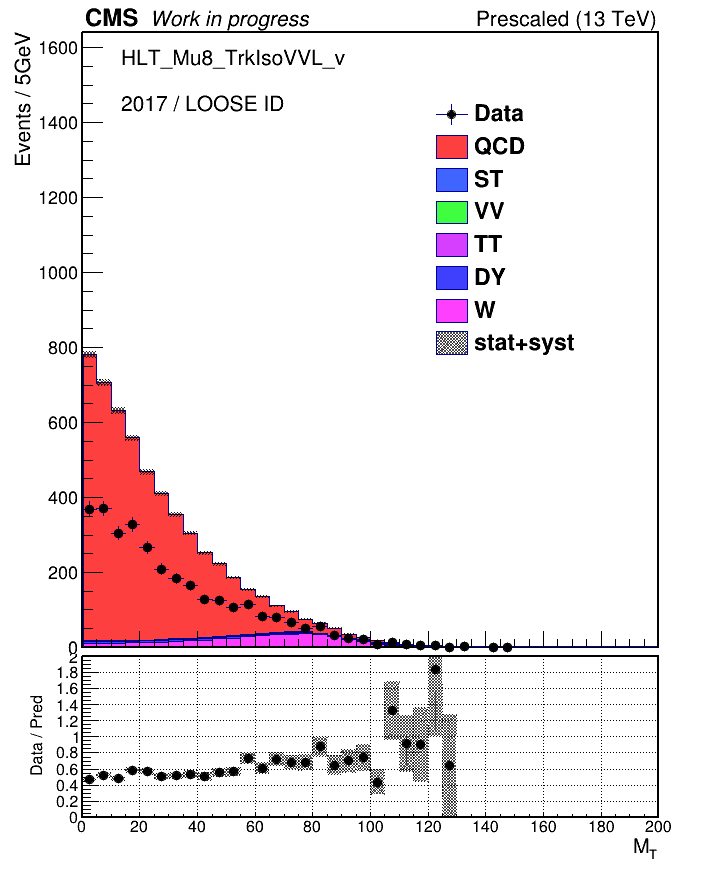 CMS Work in progress Prescaled (13 TeV)
Events / 5GeV
HLT_Mu8_TrkIsoVVL_v
2017 / LOOSE ID
Data
QCD
ST
VV
TT
DY
W
stat+syst
1600
1400
1200
1000
800
600
400
200
0
Data / Pred
2
1.8
1.6
1.4
1.2
1
0.8
0.6
0.4
0.2
0
0 20 40 60 80 100 120 140 160 180 200
M_T